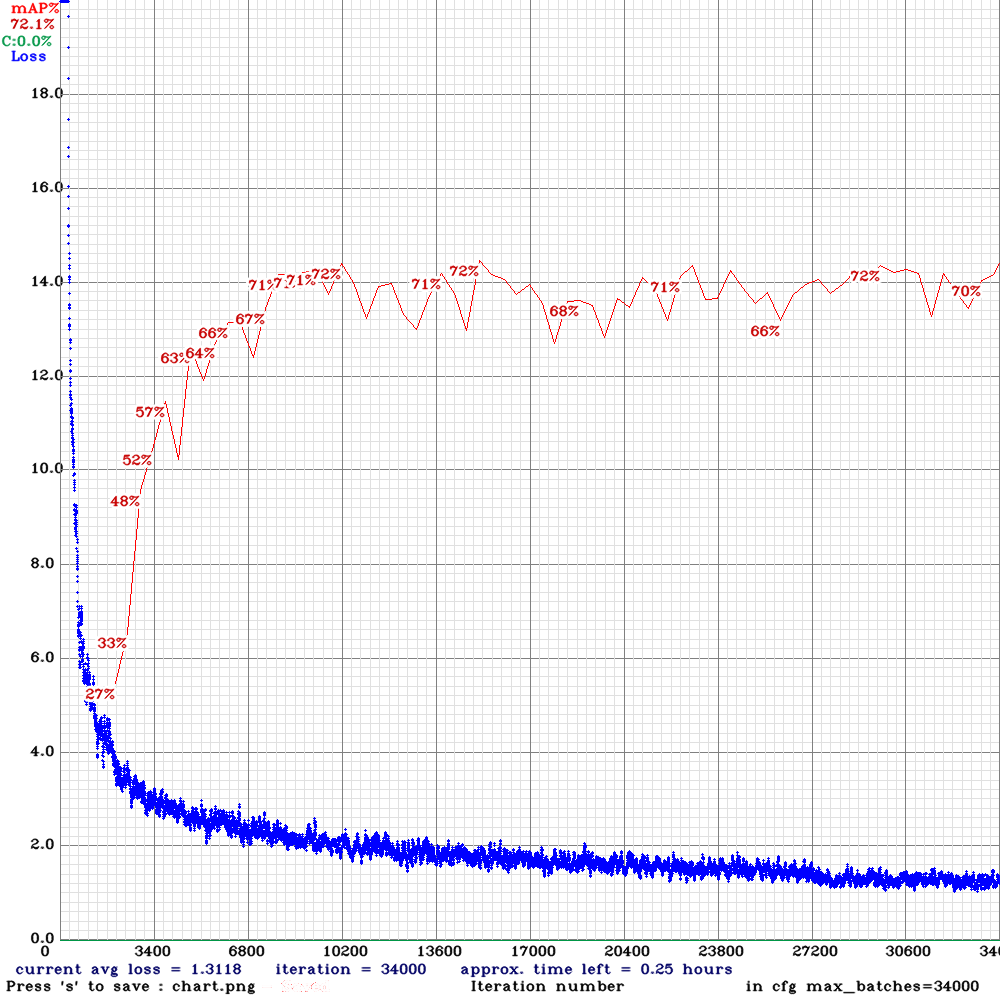 mAP%
72.1%
C:0.0%
Loss
18.0
16.0
71% 71% 72% 72% 72%
14.0 71% 71% 70%
68%
67% 66%
66%
63% 64%
12.0
57%
52%
10.0
48%
8.0
33%
6.0
27%
4.0
2.0
0.0
0 3400 6800 10200 13600 17000 20400 23800 27200 30600 340
current avg loss = 1.3118 iteration = 34000 approx. time left = 0.25 hours
Press 's' to save : chart.png - Iteration number in cfg max_batches=34000